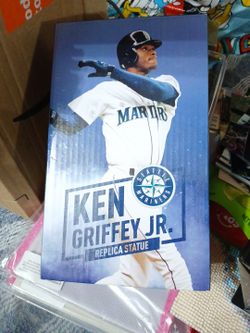 MARINERS
KEN
GRIFFEY JR.
REPLICA STATUE
SEATTLE
MARINERS